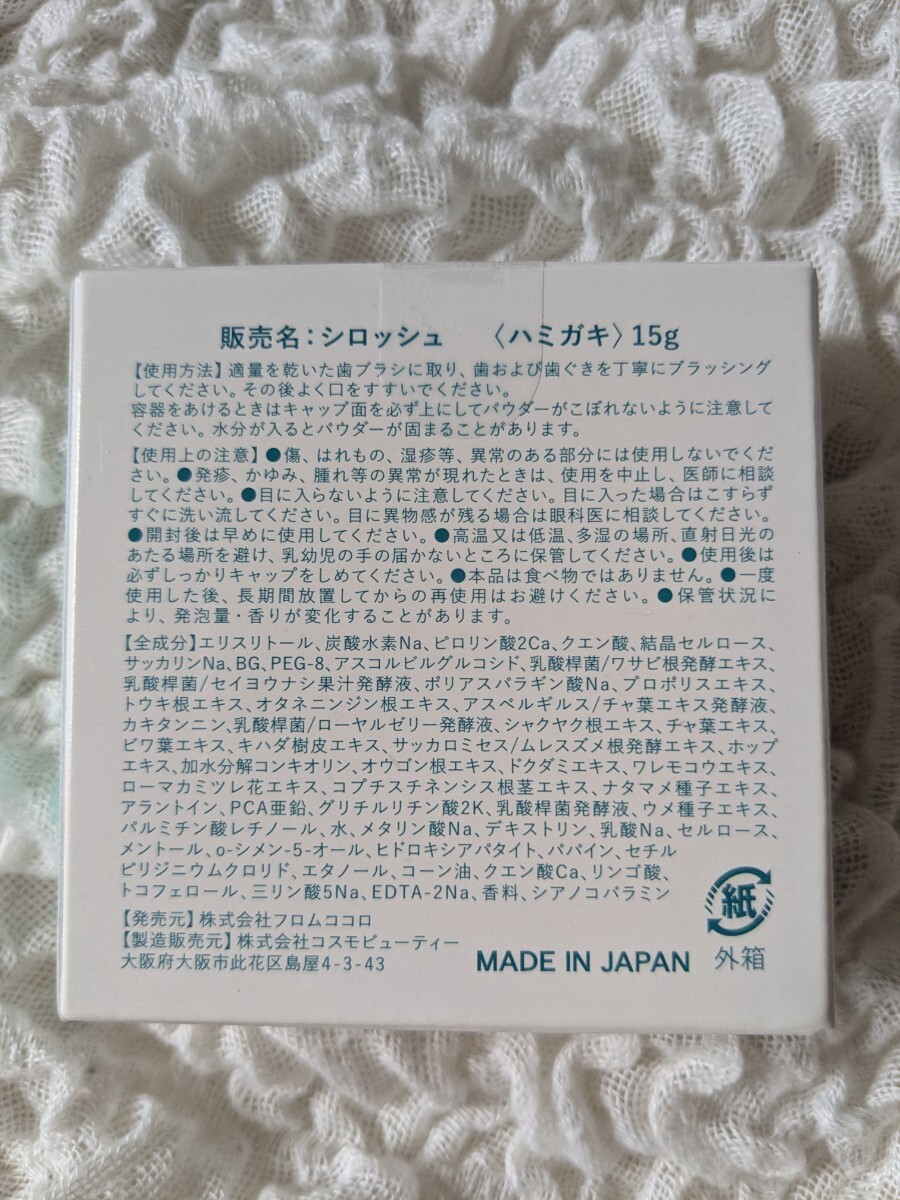 販売名：シロッシュ　〈ハミガキ〉15g
【使用方法】適量を乾いた歯ブラシに取り、歯および歯ぐきを丁寧にブラッシング
してください。その後よく口をすすいでください。
容器をあけるときはキャップ面を必ず上にしてパウダーがこぼれないように注意して
ください。水分が入るとパウダーが固まることがあります。
【使用上の注意】●傷、はれもの、湿疹等、異常のある部分には使用しないでくだ
さい。●発疹、かゆみ、腫れ等の異常が現れたときは、使用を中止し、医師に相談
してください。●目に入らないように注意してください。目に入った場合はこすらず
すぐに洗い流してください。目に異物感が残る場合は眼科医に相談してください。
●開封後は早めに使用してください。●高温又は低温、多湿の場所、直射日光の
あたる場所を避け、乳幼児の手の届かないところに保管してください。●使用後は
必ずしっかりキャップをしめてください。●本品は食べ物ではありません。●一度
使用した後、長期間放置してからの再使用はお避けください。●保管状況に
より、発泡量・香りが変化することがあります。
【全成分】エリスリトール、炭酸水素Na、ピロリン酸2Ca、クエン酸、結晶セルロース、
サッカリンNa、BG、PEG-8、アスコルビルグルコシド、乳酸桿菌/ワサビ根発酵エキス、
乳酸桿菌/セイヨウナシ果汁発酵液、ポリアスパラギン酸Na、プロポリスエキス、
トウキ根エキス、オタネニンジン根エキス、アスペルギルス/チャ葉エキス発酵液、
カキタンニン、乳酸桿菌/ローヤルゼリー発酵液、シャクヤク根エキス、チャ葉エキス、
ビワ葉エキス、キハダ樹皮エキス、サッカロミセス/ムレスズメ根発酵エキス、ホップ
エキス、加水分解コンキオリン、オウゴン根エキス、ドクダミエキス、ワレモコウエキス、
ローマカミツレ花エキス、コプチスチネンシス根茎エキス、ナタマメ種子エキス、
アラントイン、PCA亜鉛、グリチルリチン酸2K、乳酸桿菌発酵液、ウメ種子エキス、
パルミチン酸レチノール、水、メタリン酸Na、デキストリン、乳酸Na、セルロース、
メントール、o-シメン-5-オール、ヒドロキシアパタイト、パパイン、セチル
ピリジニウムクロリド、エタノール、コーン油、クエン酸Ca、リンゴ酸、
トコフェロール、三リン酸5Na、EDTA-2Na、香料、シアノコバラミン
【発売元】株式会社フロムココロ
【製造販売元】株式会社コスモビューティー
大阪府大阪市此花区島屋4-3-43
MADE IN JAPAN
紙
外箱